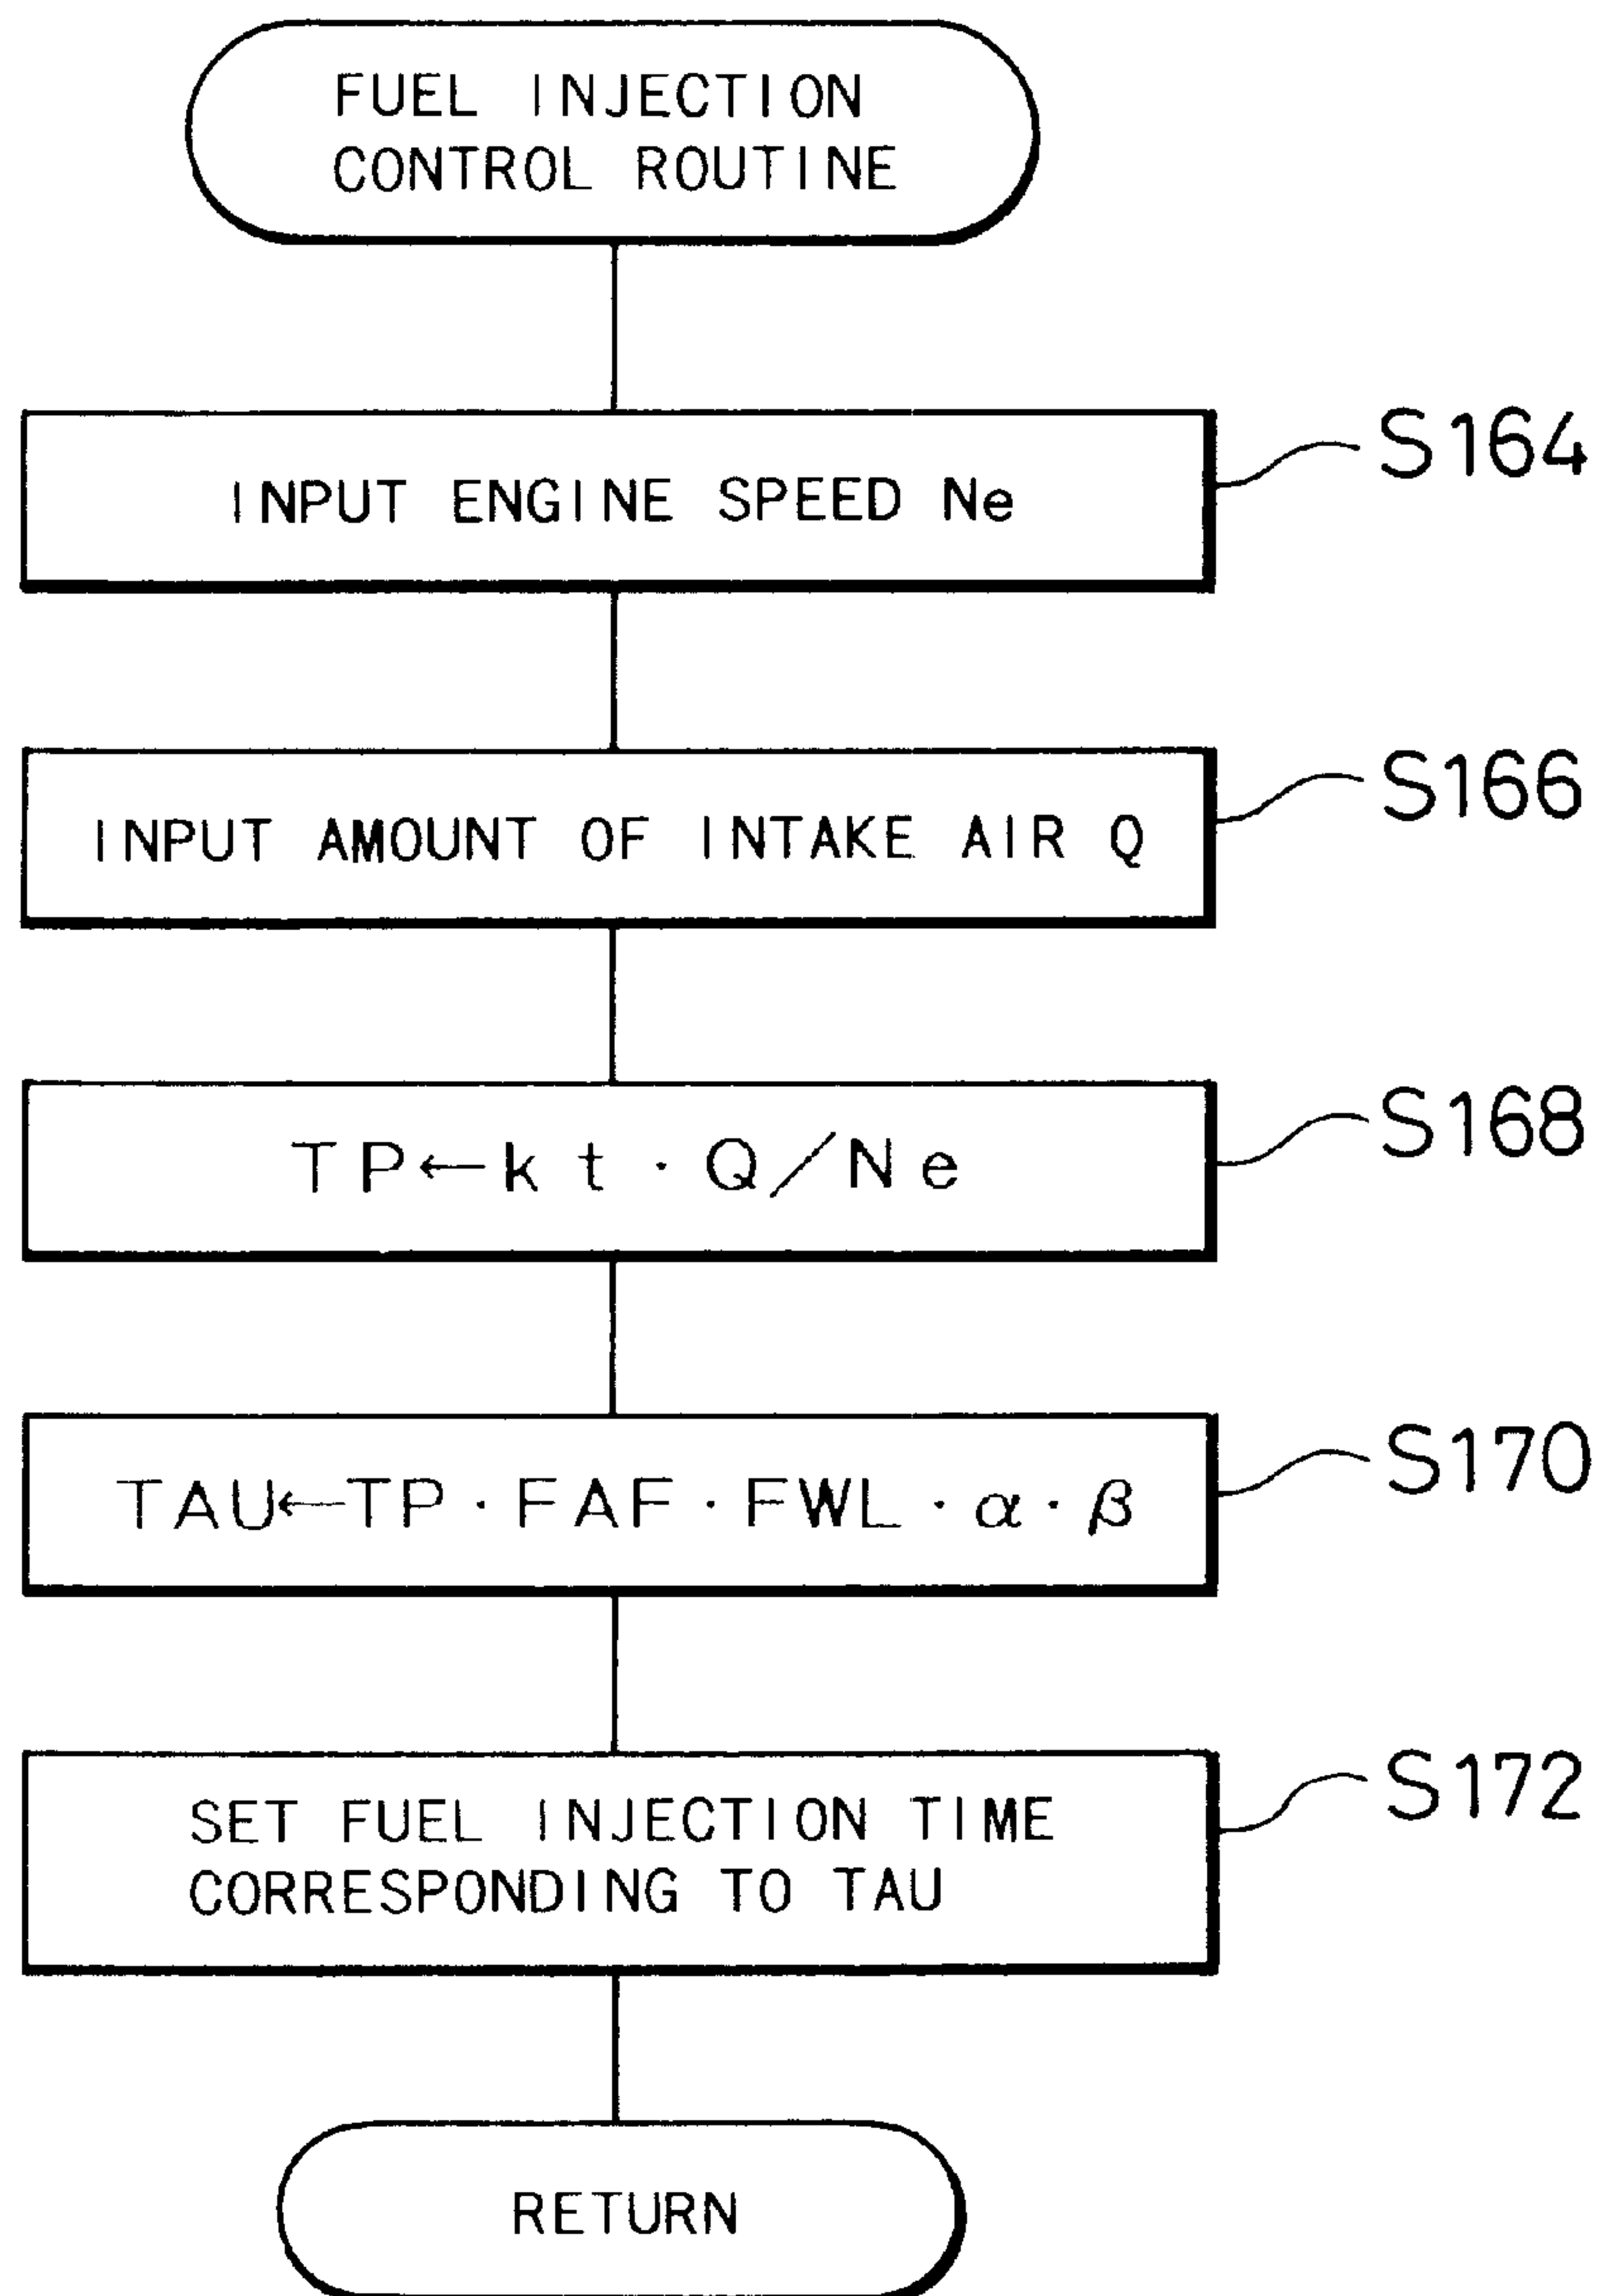 FUEL INJECTION
CONTROL ROUTINE
S164
INPUT ENGINE SPEED Ne
S166
INPUT AMOUNT OF INTAKE AIR Q
S168
TP←kt·Q/Ne
S170
TAU←TP·FAF·FWL·α·β
S172
SET FUEL INJECTION TIME
CORRESPONDING TO TAU
RETURN